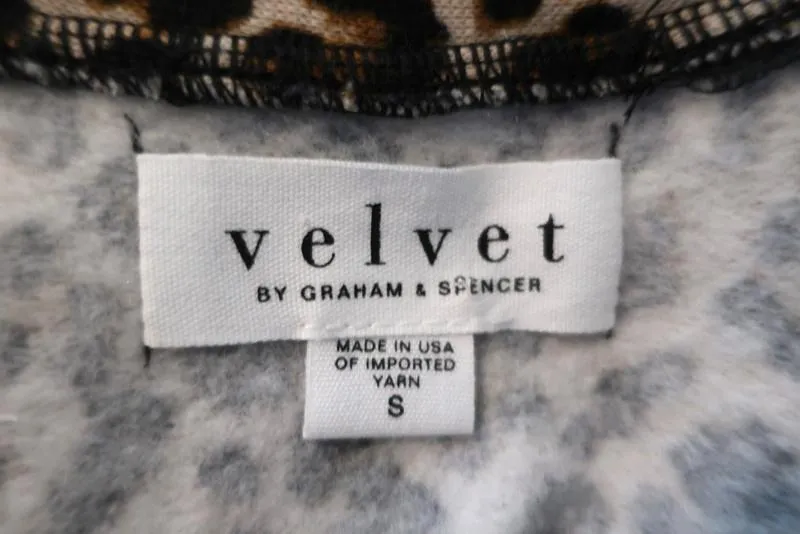 velvet
BY GRAHAM & SPENCER
MADE IN USA
OF IMPORTED
YARN
S